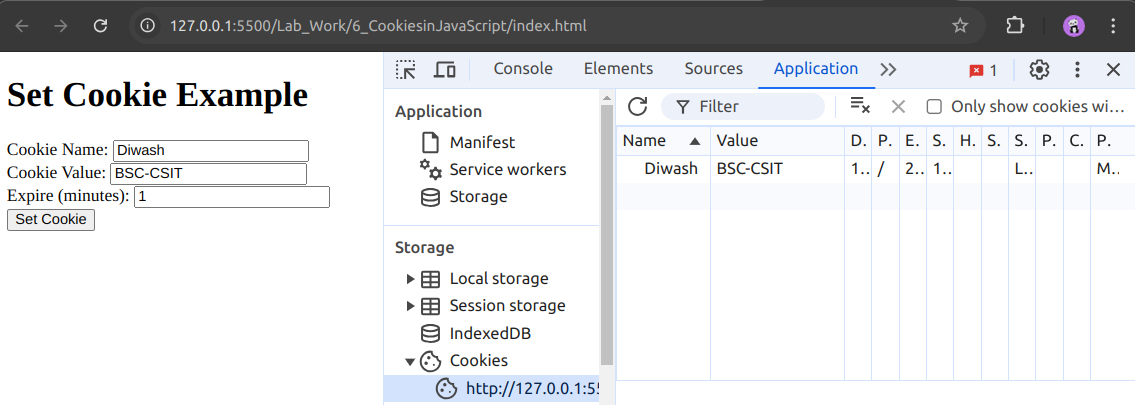 127.0.0.1:5500/Lab_Work/6_CookiesinJavaScript/index.html
Set Cookie Example
Cookie Name: Diwash
Cookie Value: BSC-CSIT
Expire (minutes): 1
Set Cookie
Console Elements Sources Application 1
Application
Manifest
Service workers
Storage
Storage
Local storage
Session storage
IndexedDB
Cookies
http://127.0.0.1:55
Filter Only show cookies wi…
Name Value D.. P.. E.. S.. H.. S.. S.. P.. C.. P..
Diwash BSC-CSIT 1.. / 2.. 1.. L.. M..